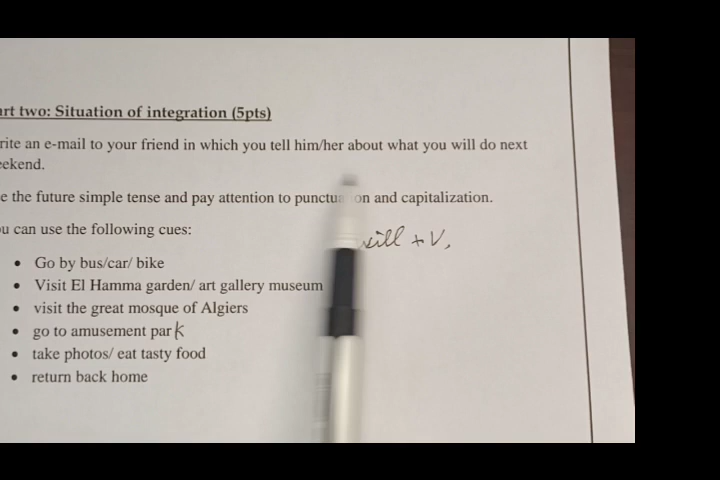 art two: Situation of integration (5pts)
rite an e-mail to your friend in which you tell him/her about what you will do next
eekend.
e the future simple tense and pay attention to punctua on and capitalization.
u can use the following cues:
will + V,
• Go by bus/car/ bike
• Visit El Hamma garden/ art gallery museum
• visit the great mosque of Algiers
• go to amusement park
• take photos/ eat tasty food
• return back home